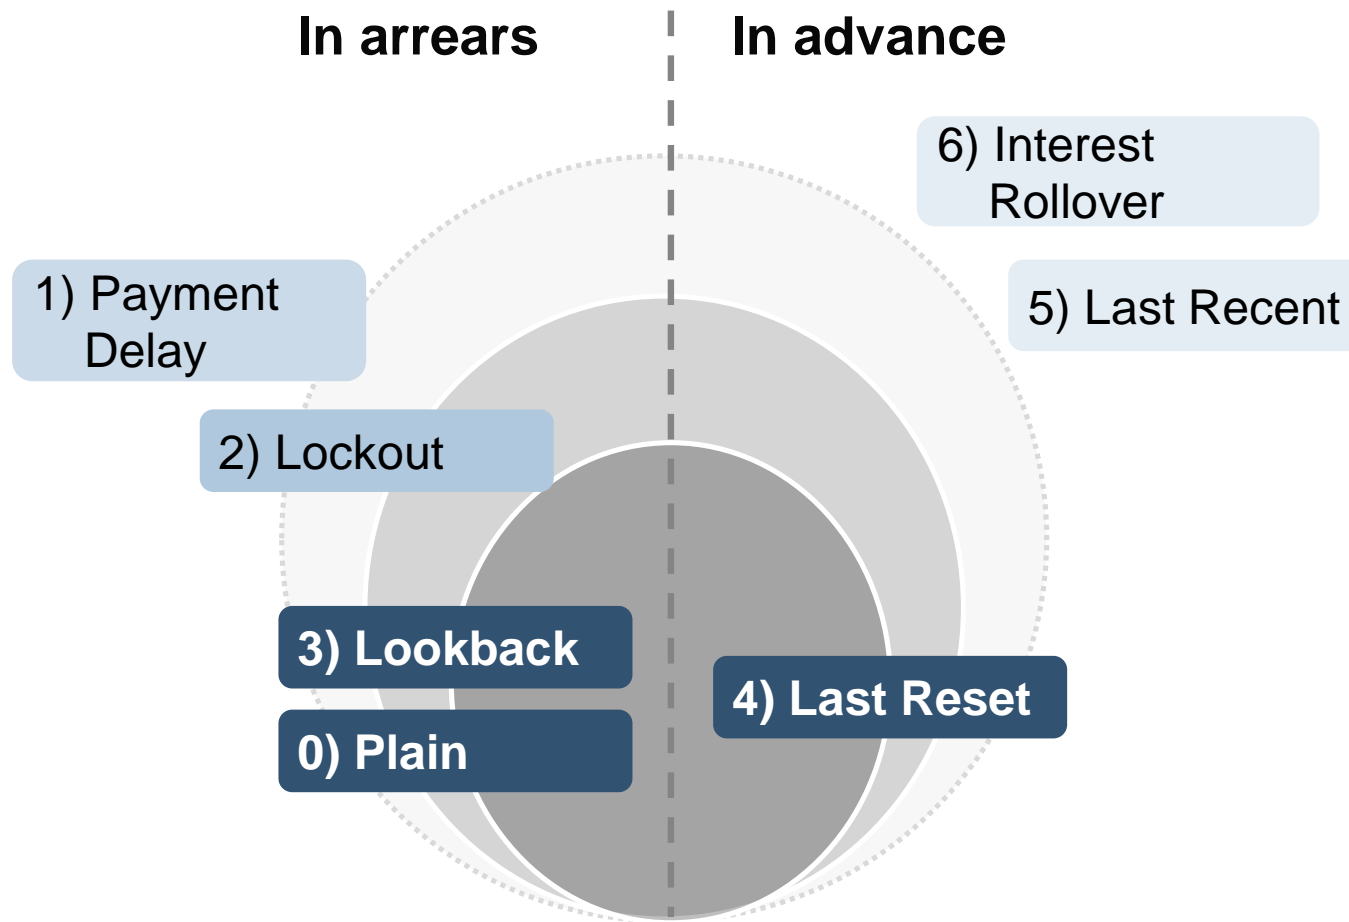 In arrears
In advance
6) Interest
Rollover
1) Payment
Delay
5) Last Recent
2) Lockout
3) Lookback
4) Last Reset
0) Plain